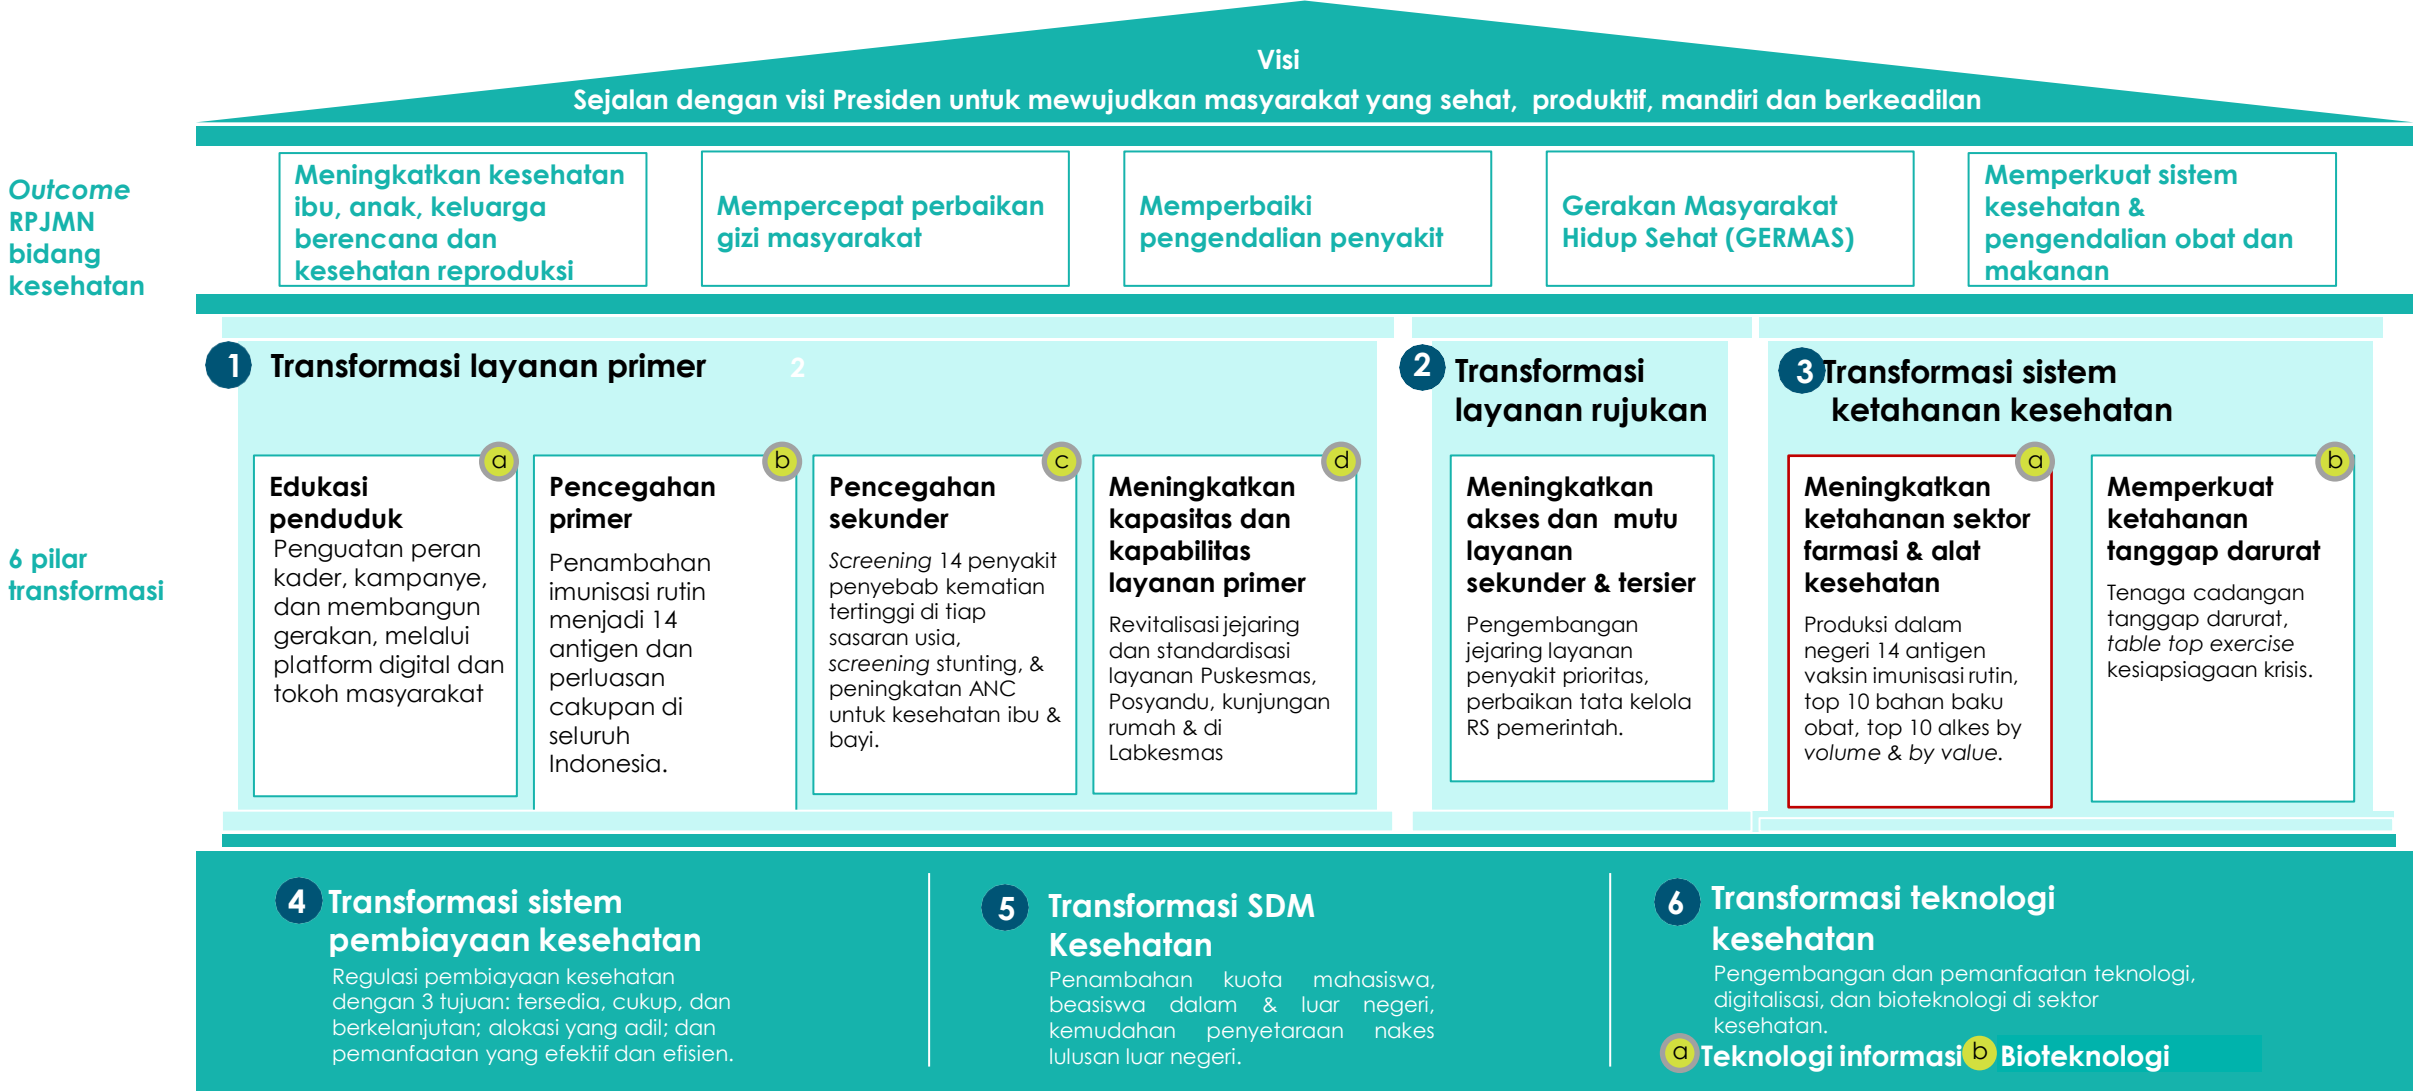 Visi
Sejalan dengan visi Presiden untuk mewujudkan masyarakat yang sehat, produktif, mandiri dan berkeadilan
Outcome
RPJMN
bidang
kesehatan
Meningkatkan kesehatan
ibu, anak, keluarga
berencana dan
kesehatan reproduksi
Mempercepat perbaikan
gizi masyarakat
Memperbaiki
pengendalian penyakit
Gerakan Masyarakat
Hidup Sehat (GERMAS)
Memperkuat sistem
kesehatan &
pengendalian obat dan
makanan
6 pilar
transformasi
1 Transformasi layanan primer 2
a
Edukasi
penduduk
Penguatan peran
kader, kampanye,
dan membangun
gerakan, melalui
platform digital dan
tokoh masyarakat
b
Pencegahan
primer
Penambahan
imunisasi rutin
menjadi 14
antigen dan
perluasan
cakupan di
seluruh
Indonesia.
c
Pencegahan
sekunder
Screening 14 penyakit
penyebab kematian
tertinggi di tiap
sasaran usia,
screening stunting, &
peningkatan ANC
untuk kesehatan ibu &
bayi.
d
Meningkatkan
kapasitas dan
kapabilitas
layanan primer
Revitalisasi jejaring
dan standardisasi
layanan Puskesmas,
Posyandu, kunjungan
rumah & di
Labkesmas
2 Transformasi
layanan rujukan
Meningkatkan
akses dan mutu
layanan
sekunder & tersier
Pengembangan
jejaring layanan
penyakit prioritas,
perbaikan tata kelola
RS pemerintah.
3 Transformasi sistem
ketahanan kesehatan
a
Meningkatkan
ketahanan sektor
farmasi & alat
kesehatan
Produksi dalam
negeri 14 antigen
vaksin imunisasi rutin,
top 10 bahan baku
obat, top 10 alkes by
volume & by value.
b
Memperkuat
ketahanan
tanggap darurat
Tenaga cadangan
tanggap darurat,
table top exercise
kesiapsiagaan krisis.
4 Transformasi sistem
pembiayaan kesehatan
Regulasi pembiayaan kesehatan
dengan 3 tujuan: tersedia, cukup, dan
berkelanjutan; alokasi yang adil; dan
pemanfaatan yang efektif dan efisien.
5 Transformasi SDM
Kesehatan
Penambahan kuota mahasiswa,
beasiswa dalam & luar negeri,
kemudahan penyetaraan nakes
lulusan luar negeri.
6 Transformasi teknologi
kesehatan
Pengembangan dan pemanfaatan teknologi,
digitalisasi, dan bioteknologi di sektor
kesehatan.
a Teknologi informasi b Bioteknologi